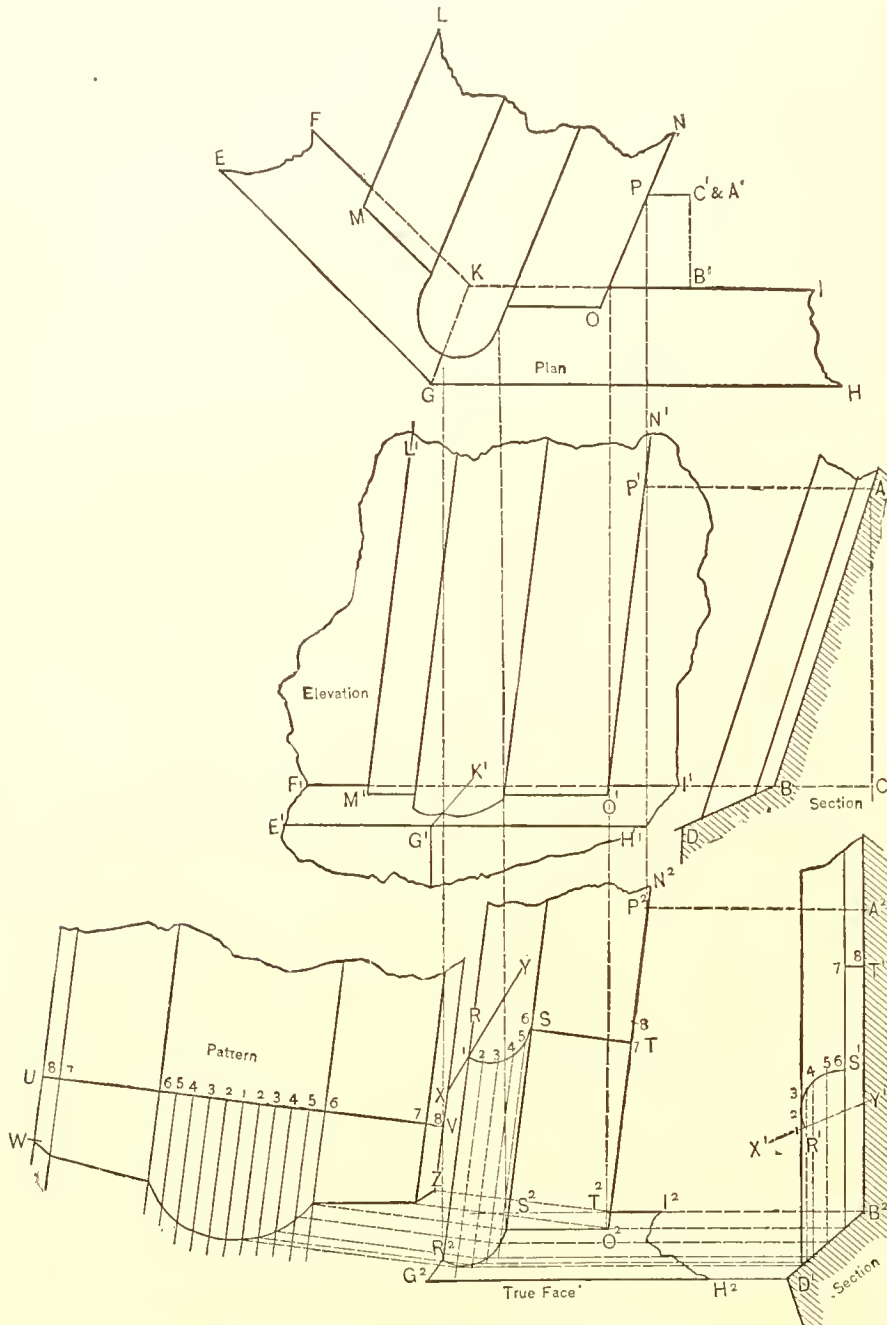 L
F
N
E
P
C' & A'
M
K
B'
I
O
Plan
G
H
N'
L'
P'
A
Elevation
K'
F'
I'
B
C
M'
O'
Section
E'
G'
H'
D
N²
P²
A²
Y
8
7
T'
R
6
S
5
8
Pattern
1
2
3
4
7
T
S'
4
5
6
U
8
7
6
5
4
3
2
1
2
3
4
5
6
7
8
V
X
3
Y'
2
1
W
X'
R'
Z
S²
T²
I²
B²
O²
R²
G²
True Face
H²
D'
Section